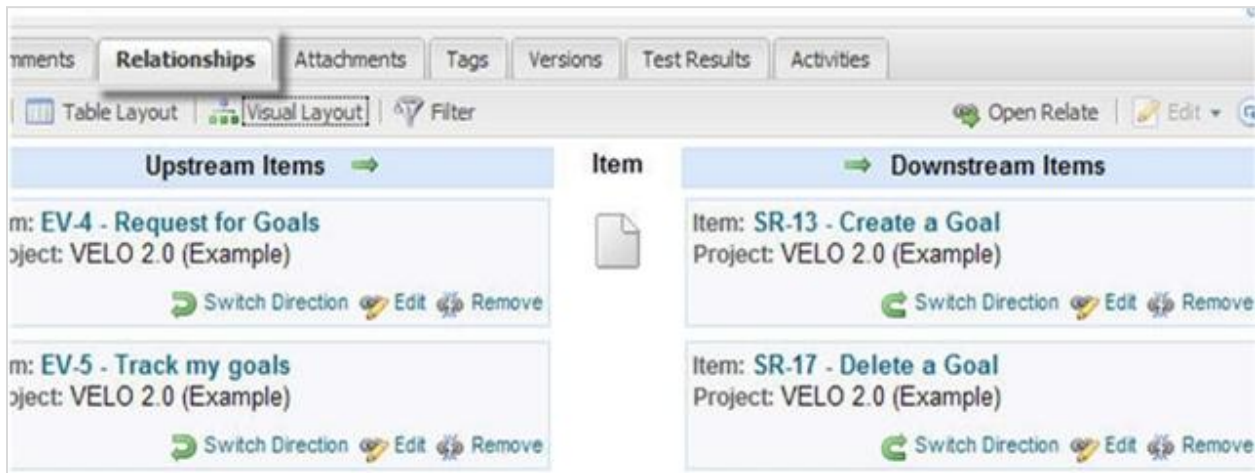 mments Relationships Attachments Tags Versions Test Results Activities
Table Layout Visual Layout Filter Open Relate Edit
Upstream Items Item Downstream Items
m: EV-4 - Request for Goals
oject: VELO 2.0 (Example)
Switch Direction Edit Remove
Item: SR-13 - Create a Goal
Project: VELO 2.0 (Example)
Switch Direction Edit Remove
m: EV-5 - Track my goals
oject: VELO 2.0 (Example)
Switch Direction Edit Remove
Item: SR-17 - Delete a Goal
Project: VELO 2.0 (Example)
Switch Direction Edit Remove